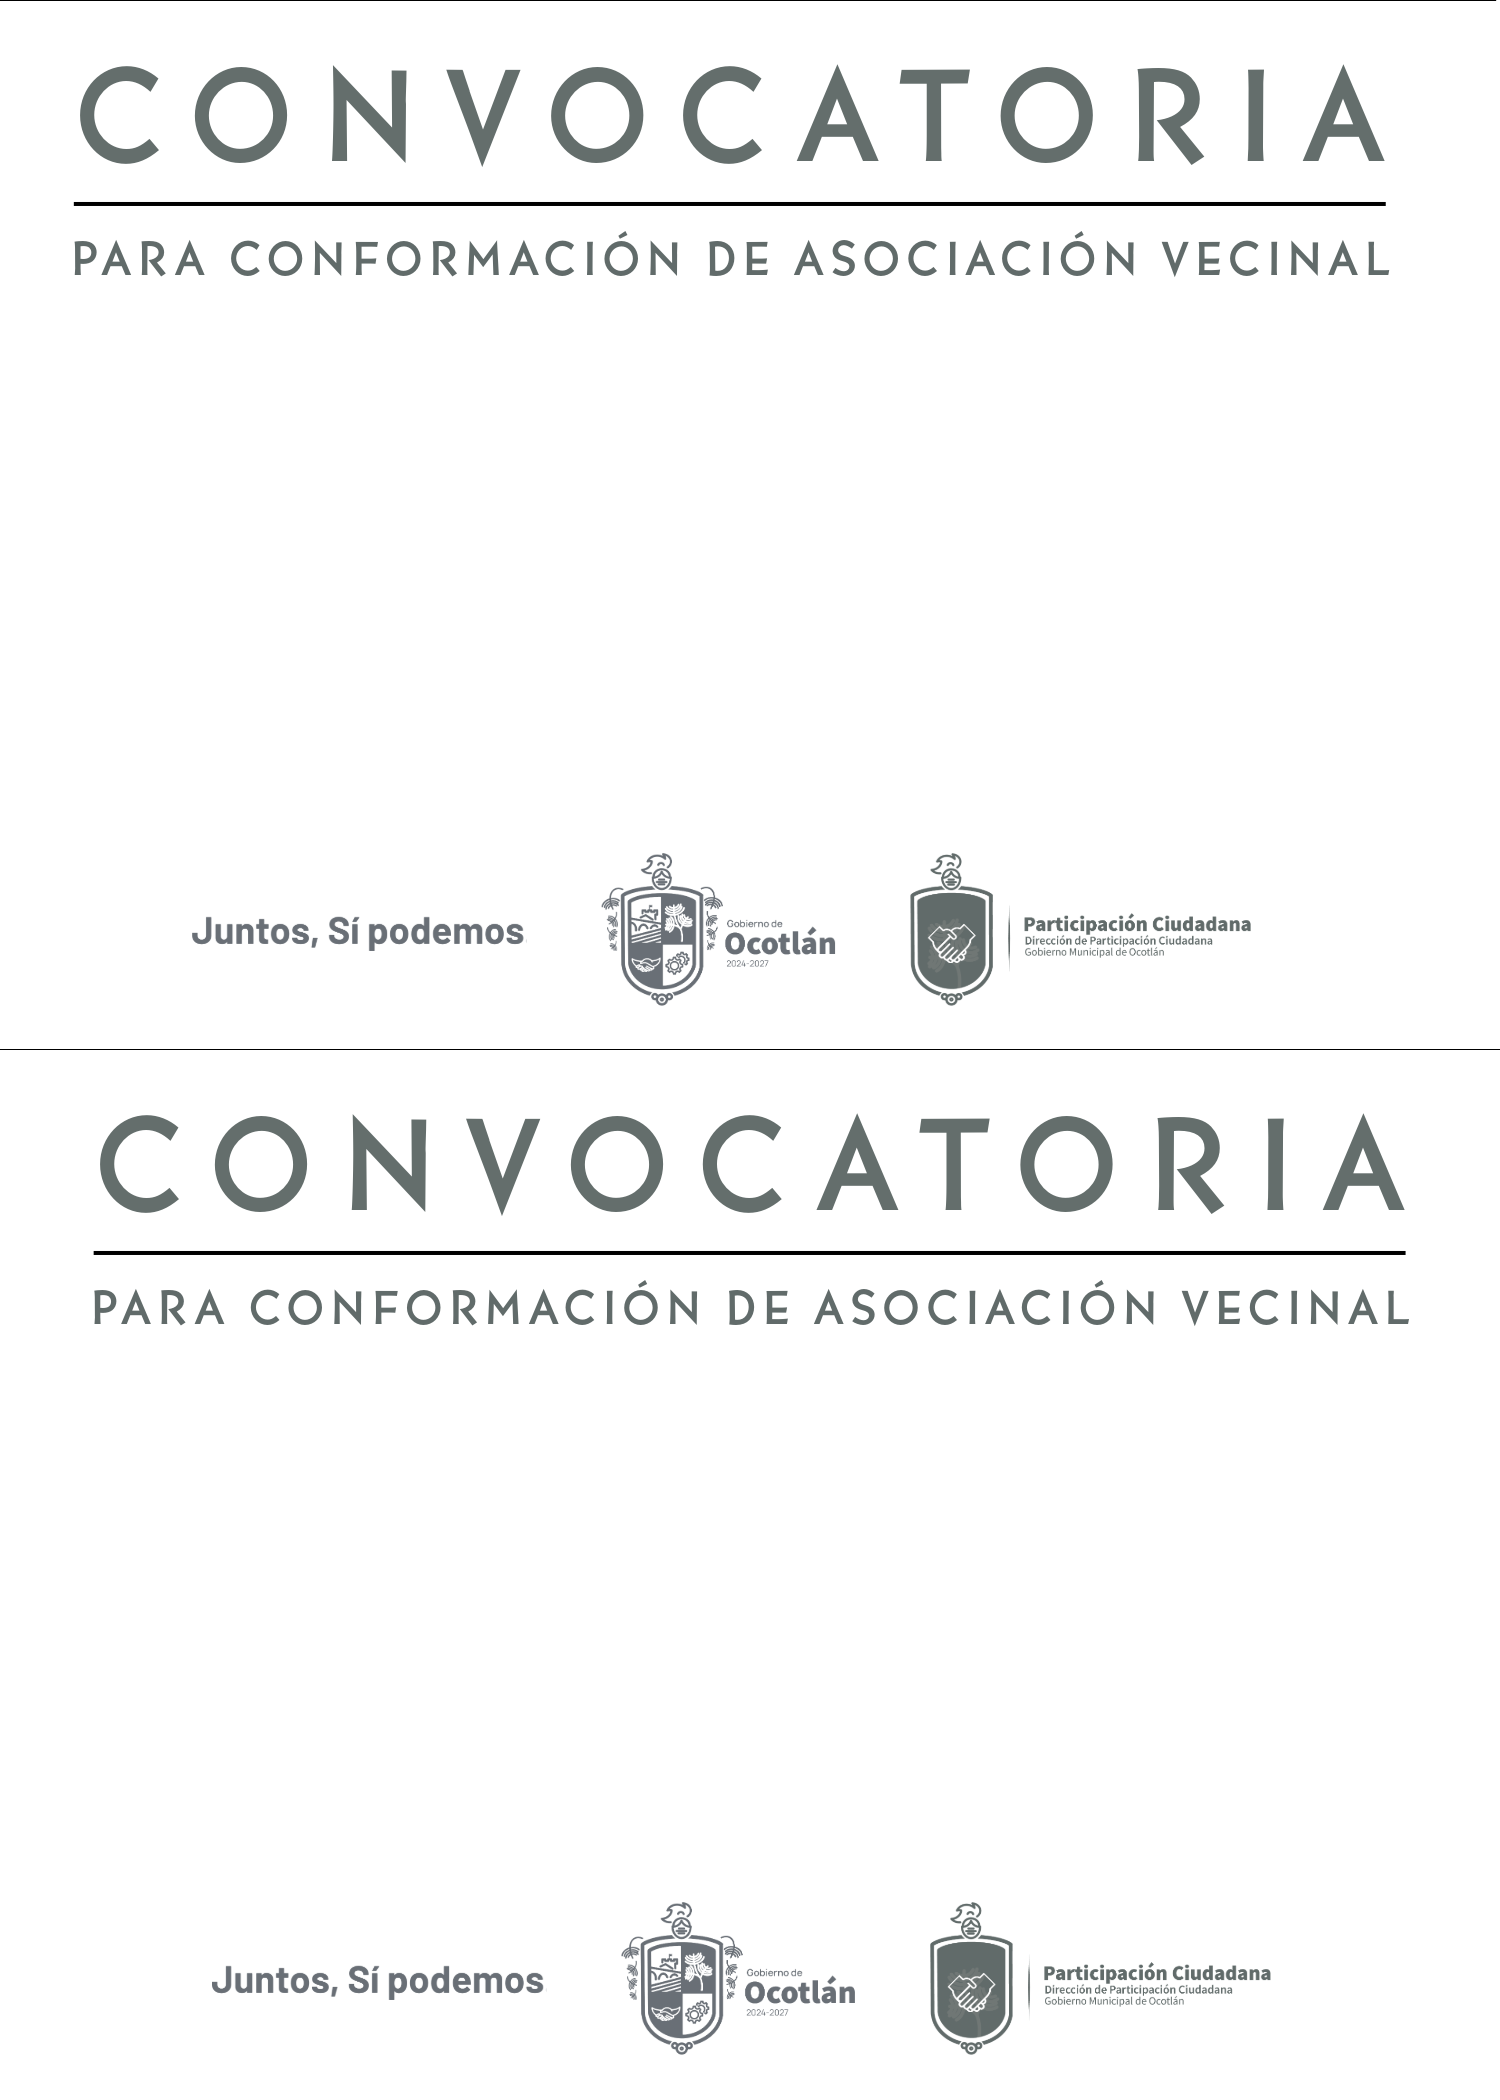 CONVOCATORIA
PARA CONFORMACIÓN DE ASOCIACIÓN VECINAL
Juntos, Sí podemos
Gobierno de
Ocotlán
2024-2027
Participación Ciudadana
Dirección de Participación Ciudadana
Gobierno Municipal de Ocotlán
CONVOCATORIA
PARA CONFORMACIÓN DE ASOCIACIÓN VECINAL
Juntos, Sí podemos
Gobierno de
Ocotlán
2024-2027
Participación Ciudadana
Dirección de Participación Ciudadana
Gobierno Municipal de Ocotlán